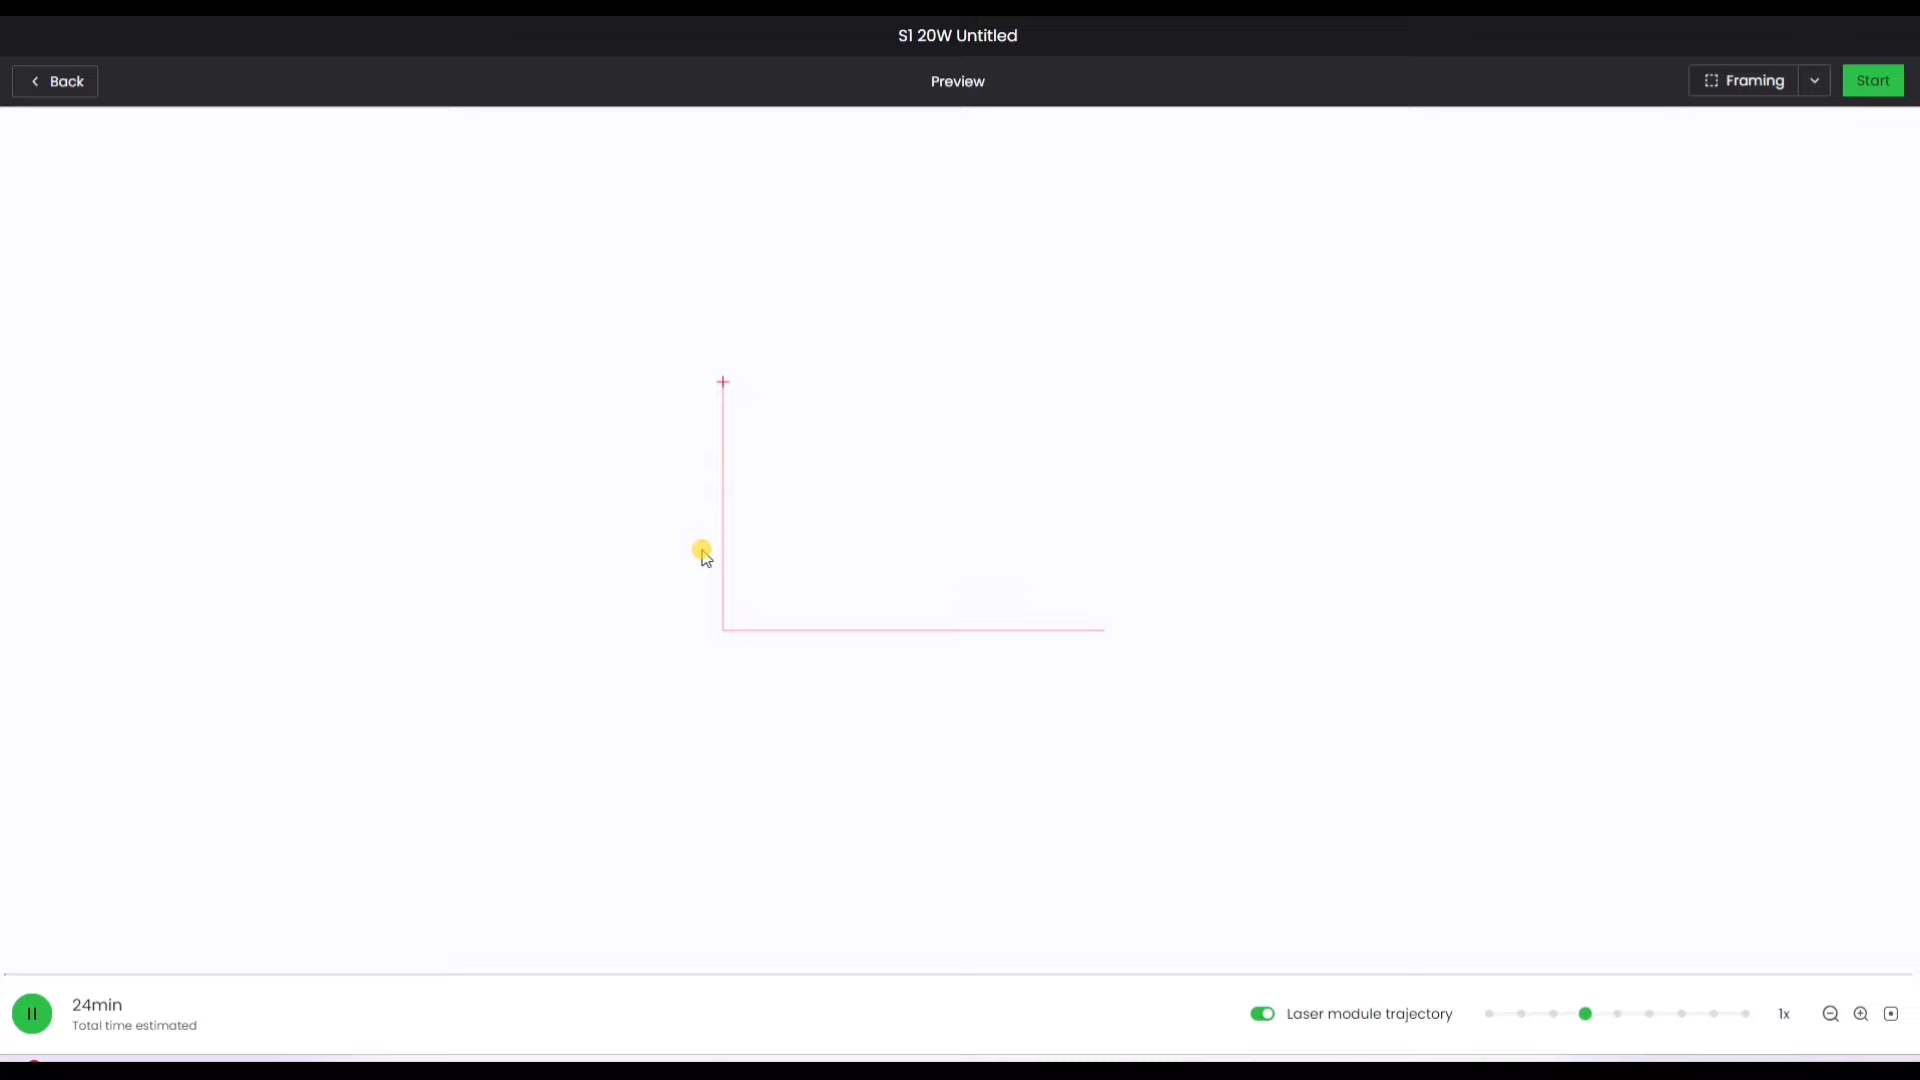 S1 20W Untitled
Back
Preview
Framing
Start
24min
Total time estimated
Laser module trajectory
1x